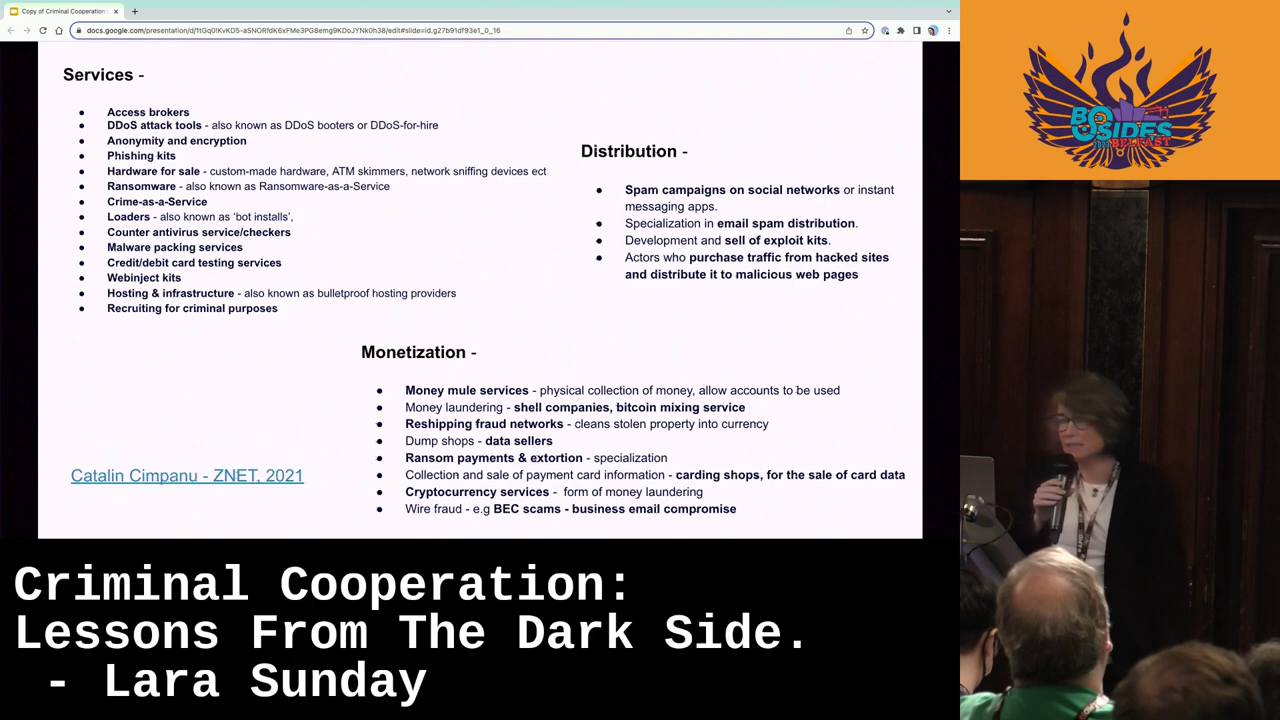 Copy of Criminal Cooperation:
docs.google.com/presentation/d/1tGq0IKvKD5-aSNORfdK6xFMe3PG8emg9KDoJYNk0h38/edit#slide=id.g27b91df93e1_0_16
Services -
Access brokers
DDoS attack tools - also known as DDoS booters or DDoS-for-hire
Anonymity and encryption
Phishing kits
Hardware for sale - custom-made hardware, ATM skimmers, network sniffing devices ect
Ransomware - also known as Ransomware-as-a-Service
Crime-as-a-Service
Loaders - also known as ‘bot installs’,
Counter antivirus service/checkers
Malware packing services
Credit/debit card testing services
Webinject kits
Hosting & infrastructure - also known as bulletproof hosting providers
Recruiting for criminal purposes
Distribution -
Spam campaigns on social networks or instant
messaging apps.
Specialization in email spam distribution.
Development and sell of exploit kits.
Actors who purchase traffic from hacked sites
and distribute it to malicious web pages
Monetization -
Money mule services - physical collection of money, allow accounts to be used
Money laundering - shell companies, bitcoin mixing service
Reshipping fraud networks - cleans stolen property into currency
Dump shops - data sellers
Ransom payments & extortion - specialization
Collection and sale of payment card information - carding shops, for the sale of card data
Cryptocurrency services - form of money laundering
Wire fraud - e.g BEC scams - business email compromise
Catalin Cimpanu - ZNET, 2021
BSIDES
BELFAST
Criminal Cooperation:
Lessons From The Dark Side.
- Lara Sunday